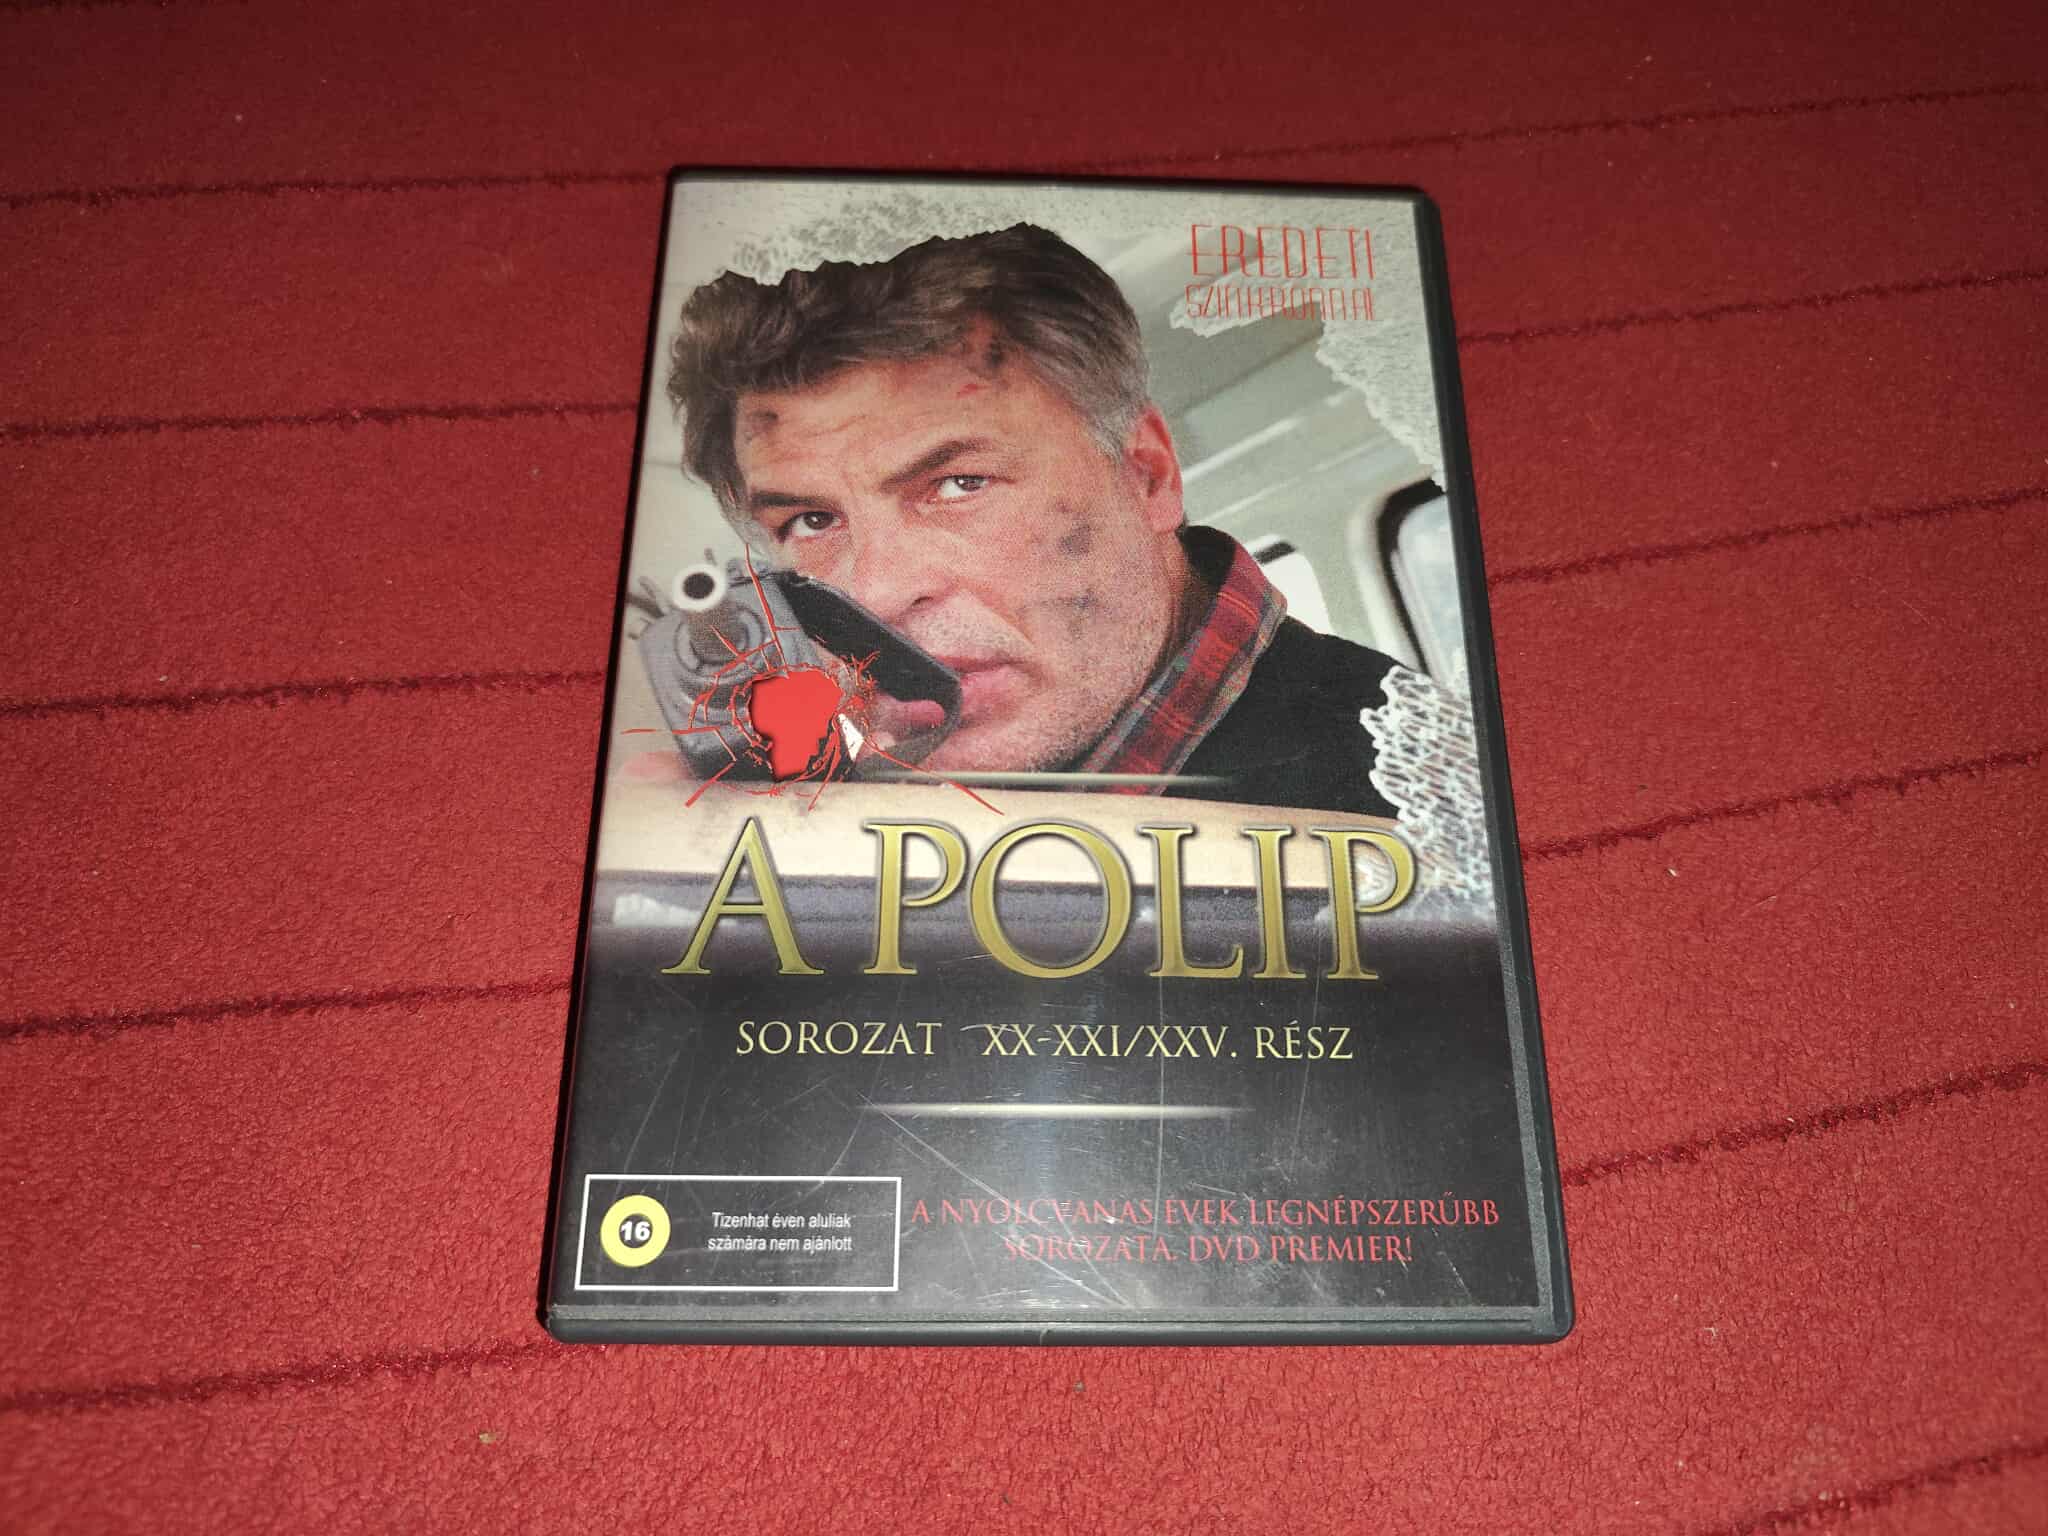 EREDETI
SZINKRONNAL
A POLIP
SOROZAT XX-XXI/XXV. RÉSZ
16
Tizenhat éven aluliak
számára nem ajánlott
A NYOLCVANAS ÉVEK LEGNÉPSZERŰBB
SOROZATA. DVD PREMIER!